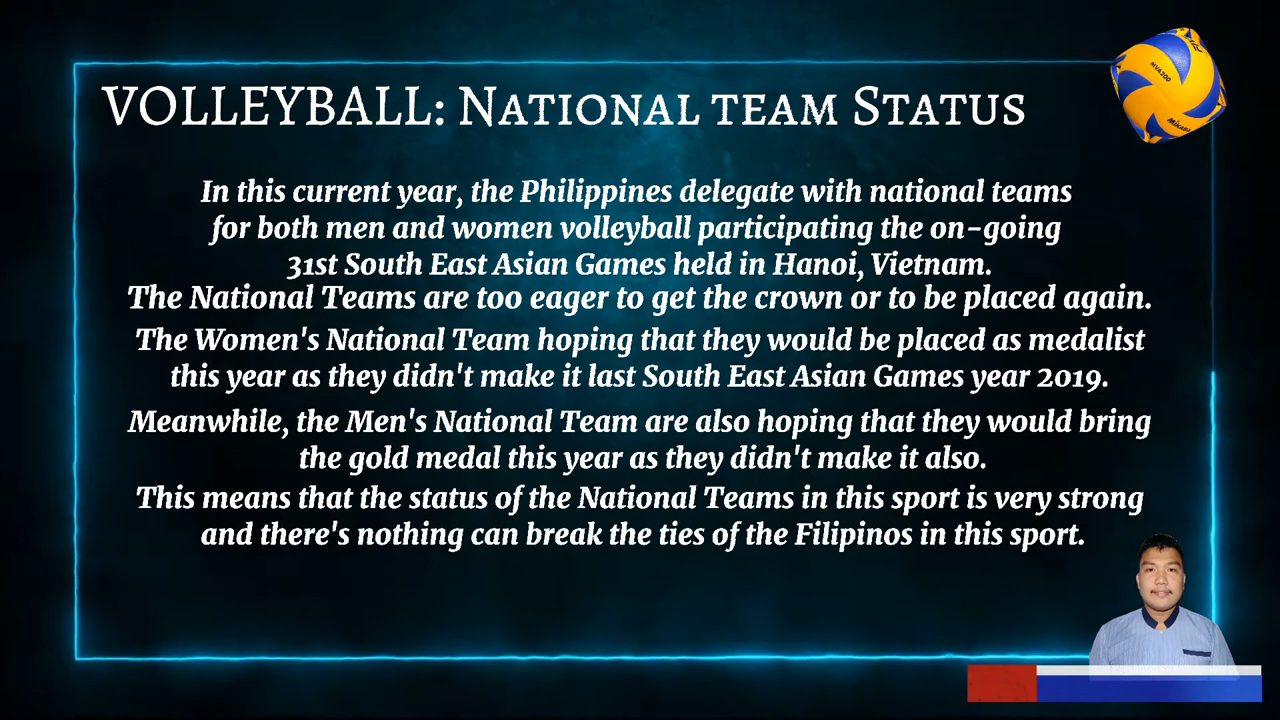 VOLLEYBALL: NATIONAL TEAM STATUS
MVA200
MIKASA
In this current year, the Philippines delegate with national teams
for both men and women volleyball participating the on-going
31st South East Asian Games held in Hanoi, Vietnam.
The National Teams are too eager to get the crown or to be placed again.
The Women's National Team hoping that they would be placed as medalist
this year as they didn't make it last South East Asian Games year 2019.
Meanwhile, the Men's National Team are also hoping that they would bring
the gold medal this year as they didn't make it also.
This means that the status of the National Teams in this sport is very strong
and there's nothing can break the ties of the Filipinos in this sport.